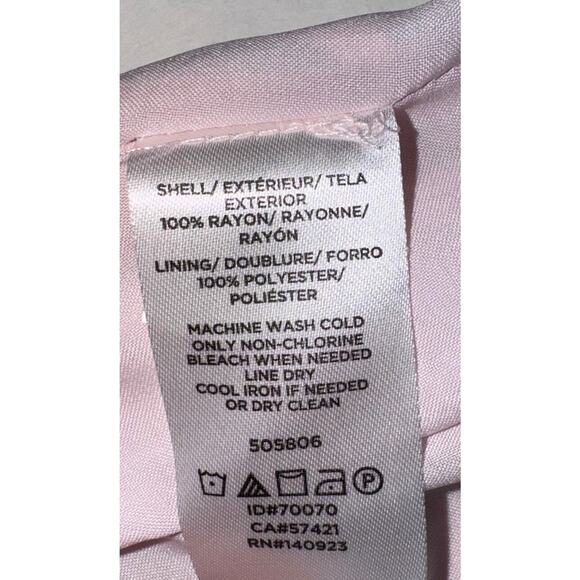 SHELL/ EXTÉRIEUR/ TELA
EXTERIOR
100% RAYON/ RAYONNE/
RAYÓN
LINING/ DOUBLURE/ FORRO
100% POLYESTER/
POLIÉSTER
MACHINE WASH COLD
ONLY NON-CHLORINE
BLEACH WHEN NEEDED
LINE DRY
COOL IRON IF NEEDED
OR DRY CLEAN
505806
P
ID#70070
CA#57421
RN#140923